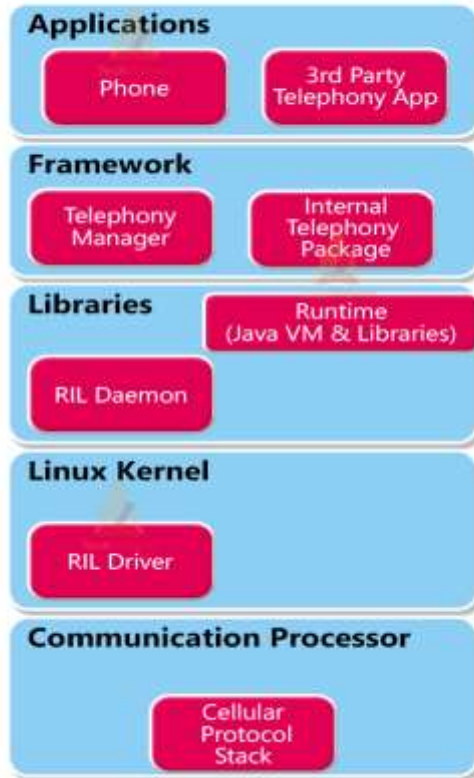 Applications
Phone
3rd Party
Telephony App
Framework
Telephony
Manager
Internal
Telephony
Package
Libraries
Runtime
(Java VM & Libraries)
RIL Daemon
Linux Kernel
RIL Driver
Communication Processor
Cellular
Protocol
Stack